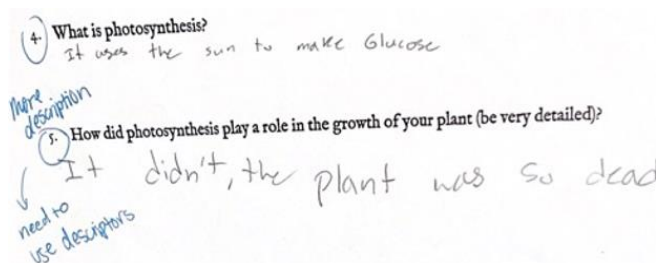 4. What is photosynthesis?
It uses the sun to make Glucose
More
description
5. How did photosynthesis play a role in the growth of your plant (be very detailed)?
It didn't, the plant was so dead
need to
use descriptors